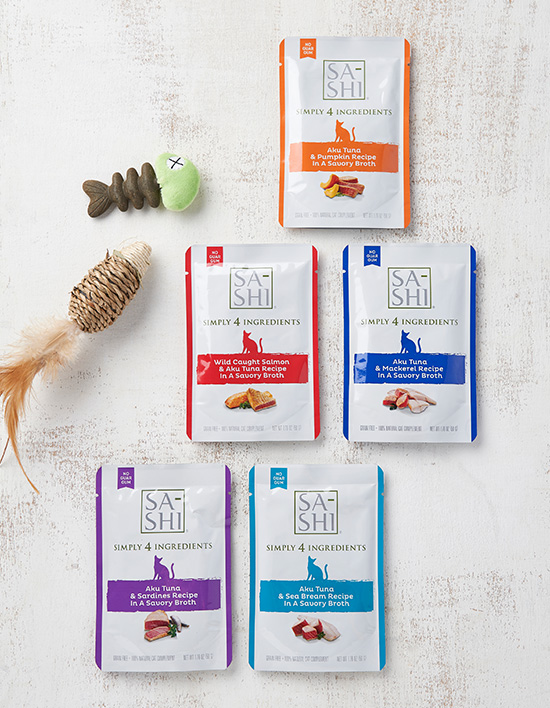 NO
GUAR
GUM
SA-
SHI
SIMPLY 4 INGREDIENTS
Aku Tuna
& Pumpkin Recipe
In A Savory Broth
NO
GUAR
GUM
SA-
SHI
SIMPLY 4 INGREDIENTS
Wild Caught Salmon
& Aku Tuna Recipe
In A Savory Broth
NO
GUAR
GUM
SA-
SHI
SIMPLY 4 INGREDIENTS
Aku Tuna
& Mackerel Recipe
In A Savory Broth
NO
GUAR
GUM
SA-
SHI
SIMPLY 4 INGREDIENTS
Aku Tuna
& Sardines Recipe
In A Savory Broth
NO
GUAR
GUM
SA-
SHI
SIMPLY 4 INGREDIENTS
Aku Tuna
& Sea Bream Recipe
In A Savory Broth